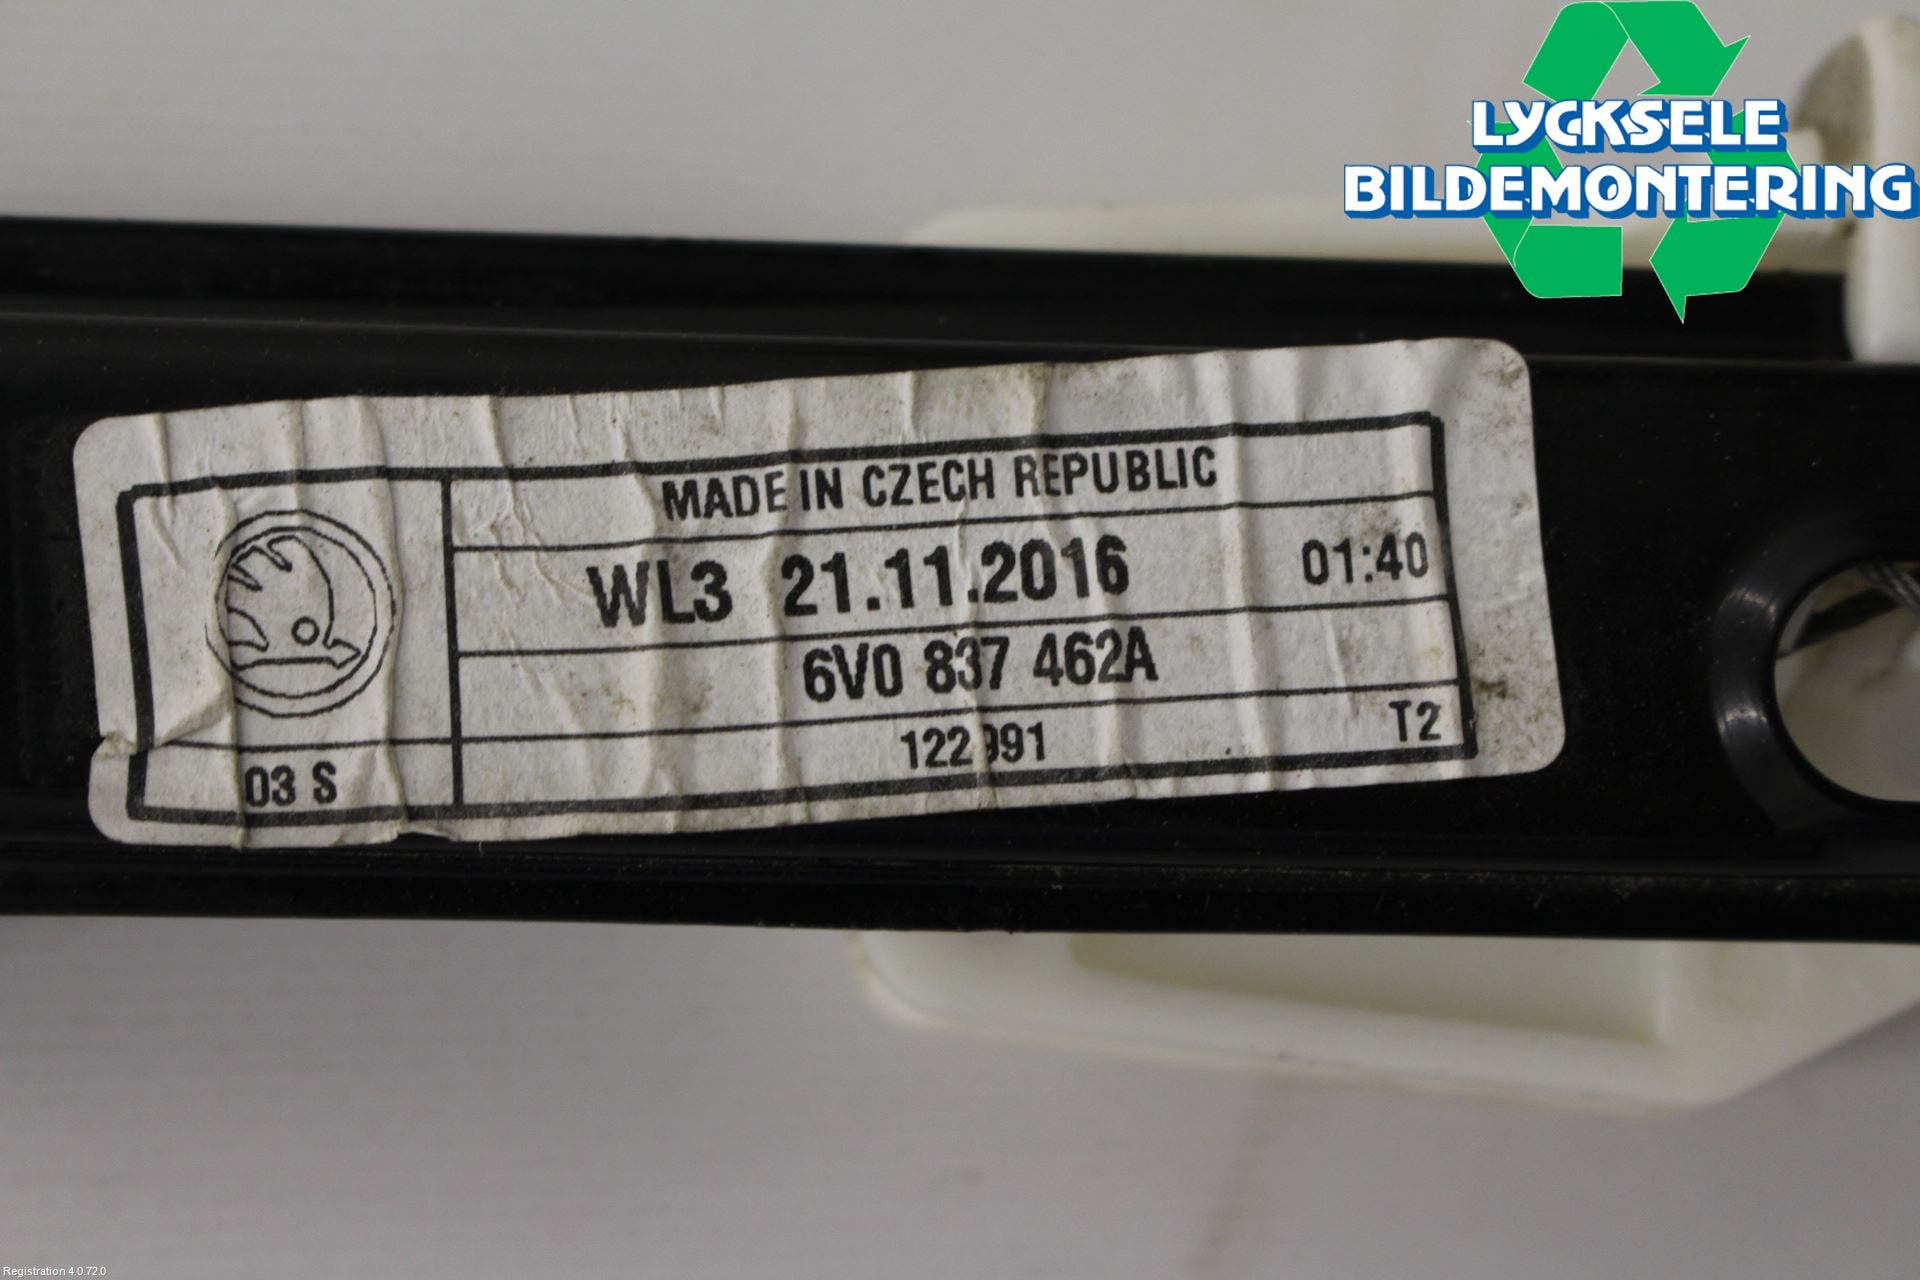 LYCKSELE
BILDEMONTERING
MADE IN CZECH REPUBLIC
WL3 21.11.2016 01:40
6V0 837 462A
122991 T2
03 S
Registration 4.0.72.0